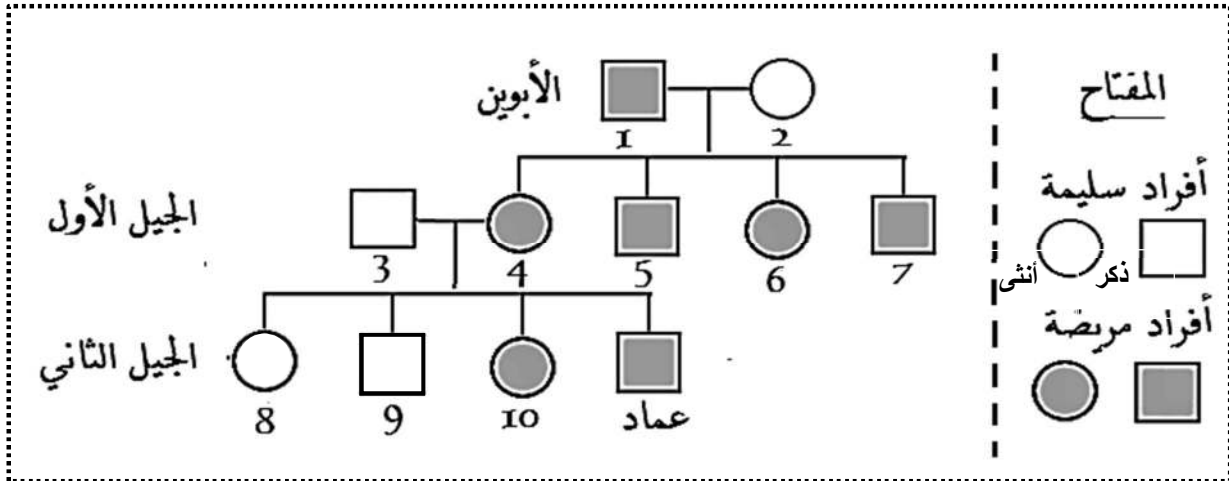 الأبوين
1
2
الجيل الأول
3
4
5
6
7
الجيل الثاني
8
9
10
عماد
المفتاح
أفراد سليمة
ذكر
أنثى
أفراد مريضة